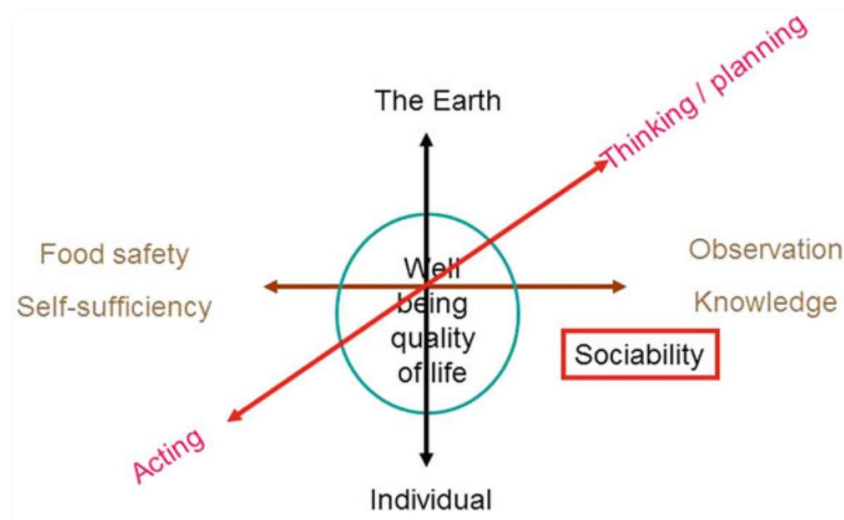 The Earth
Thinking / planning
Food safety
Self-sufficiency
Well
being
quality
of life
Observation
Knowledge
Sociability
Acting
Individual